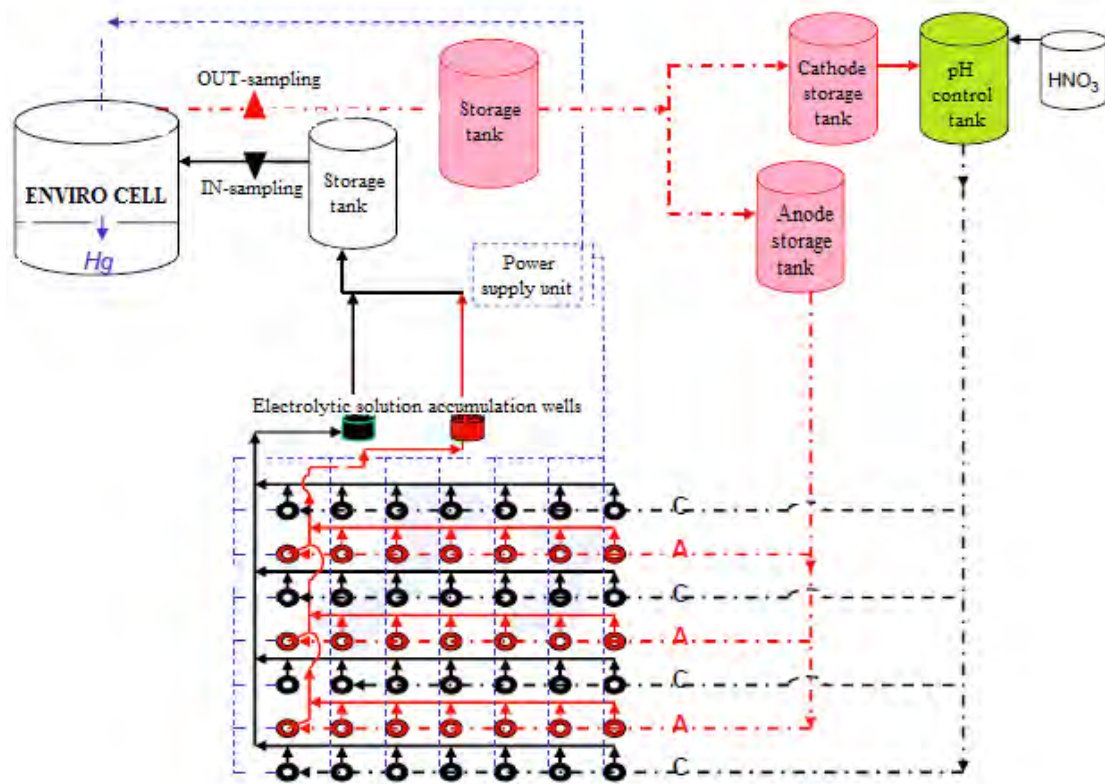 OUT-sampling
Storage
tank
Cathode
storage
tank
pH
control
tank
HNO3
ENVIRO CELL
Hg
IN-sampling
Storage
tank
Anode
storage
tank
Power
supply unit
Electrolytic solution accumulation wells
C
A
C
A
C
A
C